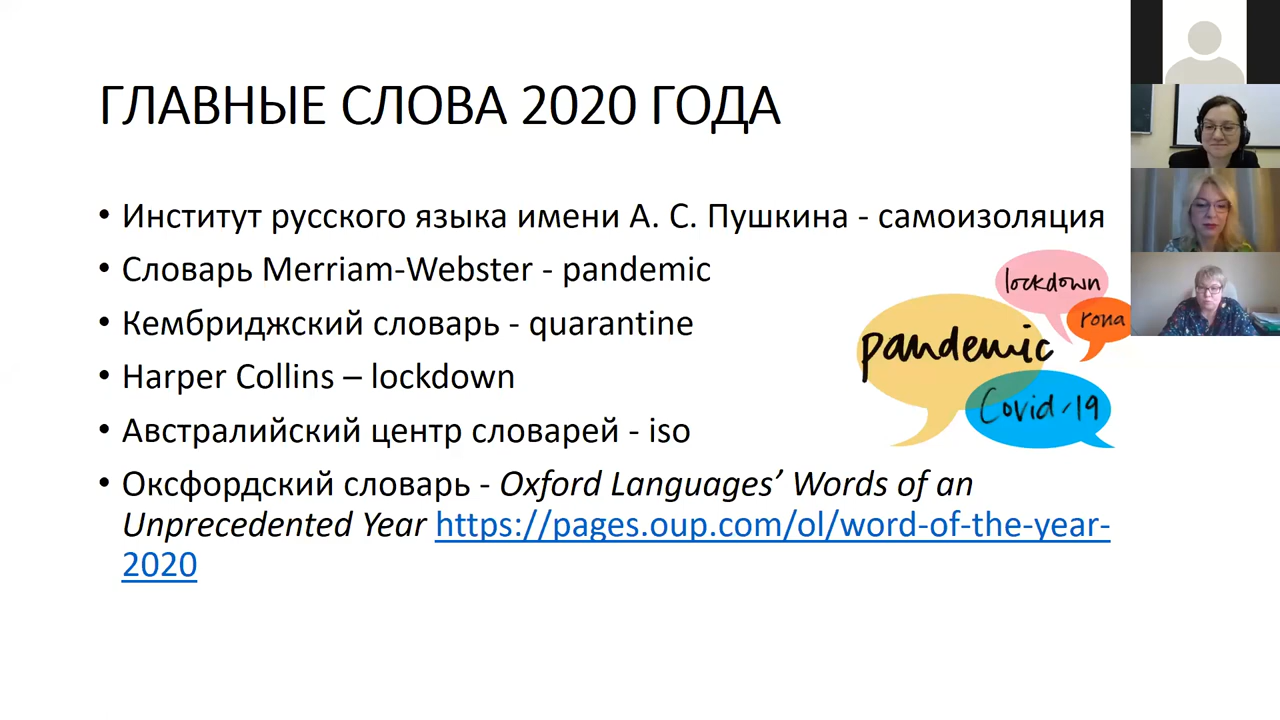 ГЛАВНЫЕ СЛОВА 2020 ГОДА
• Институт русского языка имени А. С. Пушкина - самоизоляция
• Словарь Merriam-Webster - pandemic
• Кембриджский словарь - quarantine
• Harper Collins – lockdown
• Австралийский центр словарей - iso
• Оксфордский словарь - Oxford Languages’ Words of an
Unprecedented Year https://pages.oup.com/ol/word-of-the-year-
2020
lockdown
rona
pandemic
Covid-19